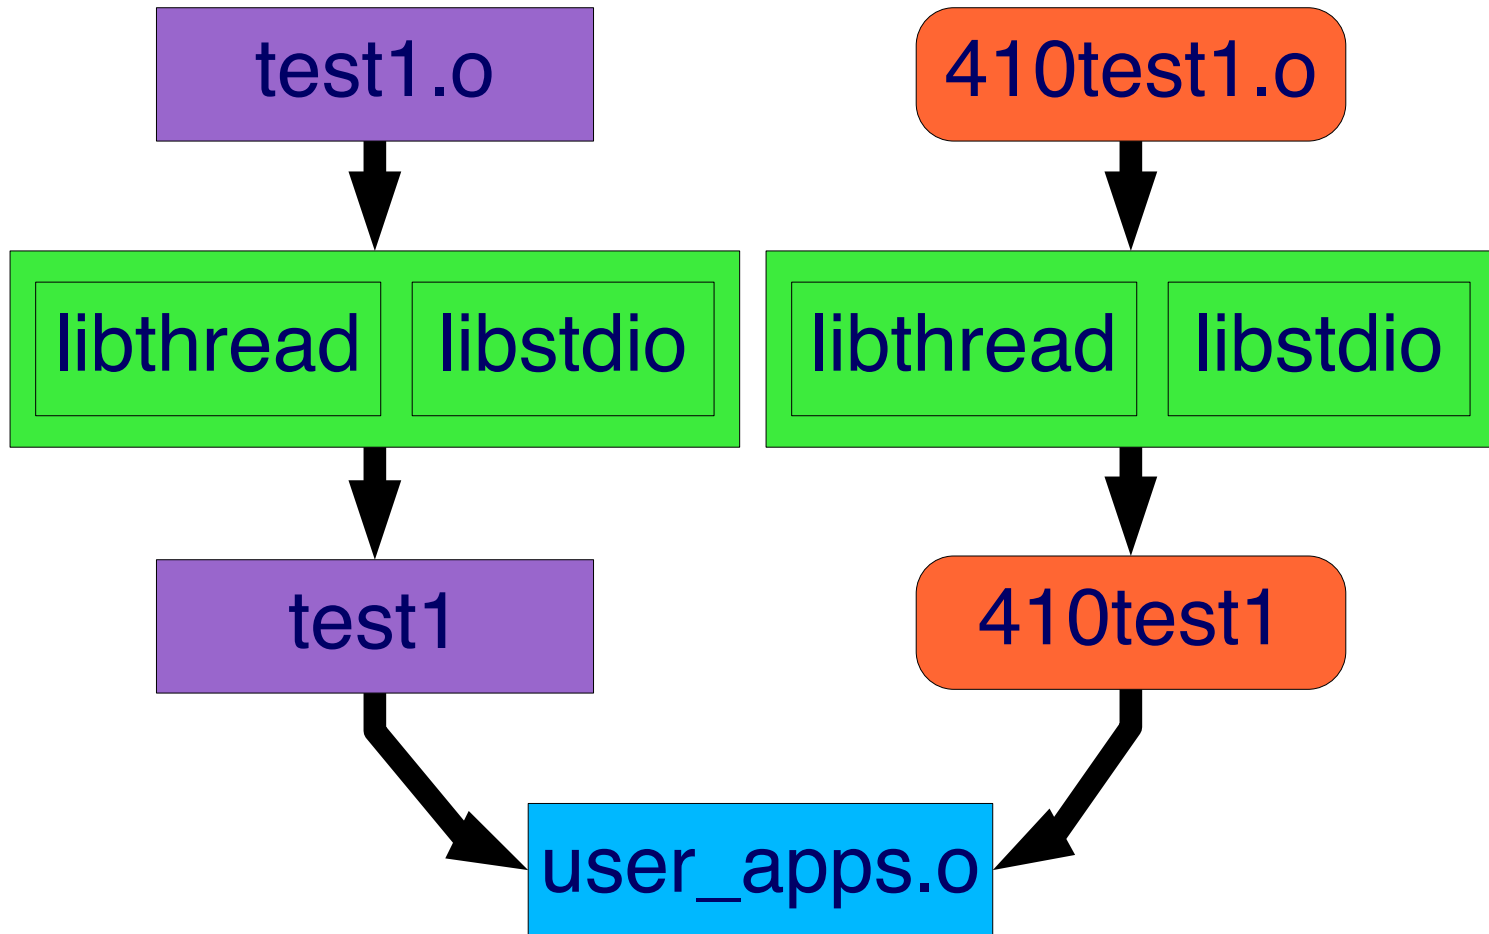 test1.o
410test1.o
libthread
libstdio
libthread
libstdio
test1
410test1
user_apps.o